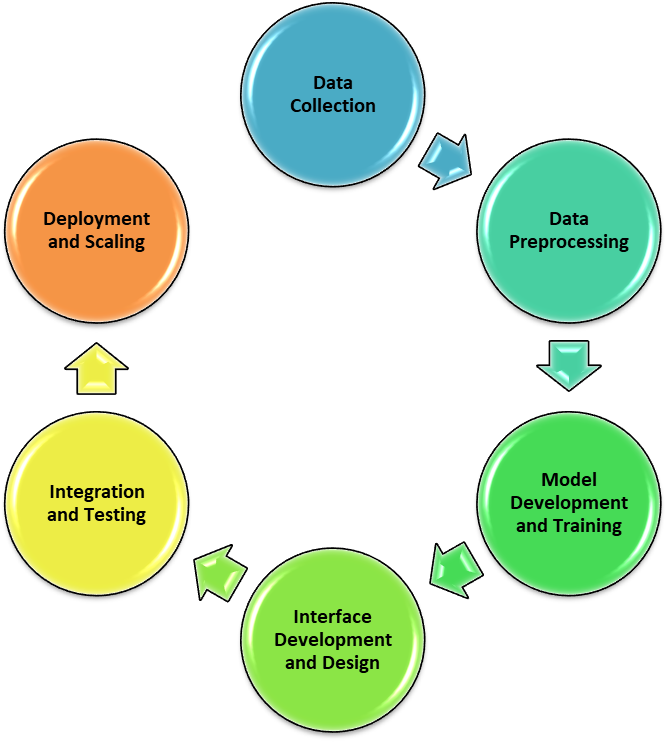 Data
Collection
Data
Preprocessing
Model
Development
and Training
Interface
Development
and Design
Integration
and Testing
Deployment
and Scaling